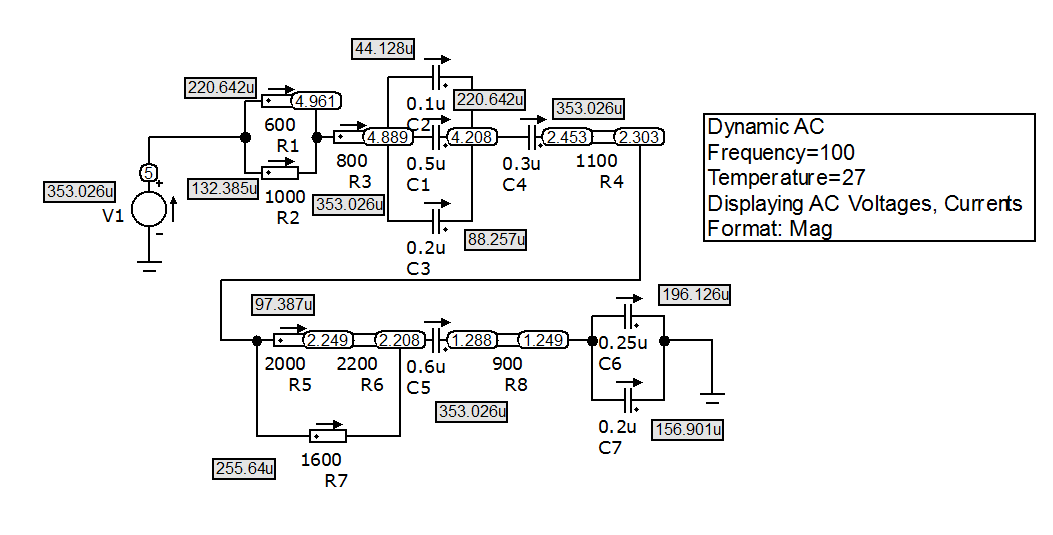 44.128u
220.642u
4.961
0.1u
C2
220.642u
353.026u
600
R1
4.889
4.208
2.453
2.303
800
R3
0.5u
C1
0.3u
C4
1100
R4
5
353.026u
+
V1
-
132.385u
1000
R2
353.026u
0.2u
C3
88.257u
Dynamic AC
Frequency=100
Temperature=27
Displaying AC Voltages, Currents
Format: Mag
97.387u
196.126u
2.249
2.208
1.288
1.249
2000
R5
2200
R6
0.6u
C5
900
R8
0.25u
C6
353.026u
0.2u
C7
156.901u
1600
R7
255.64u